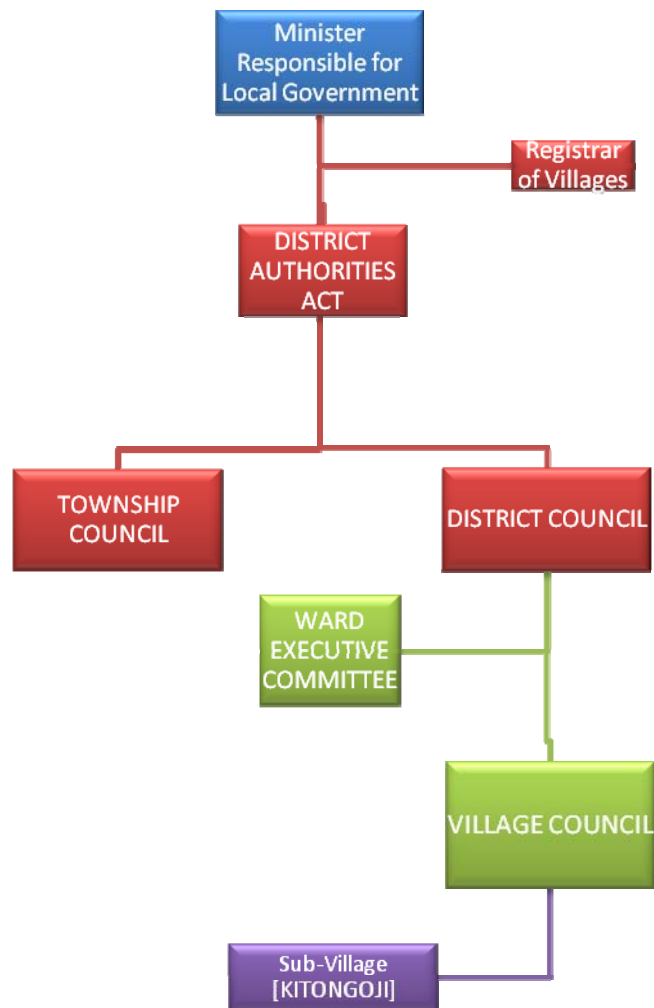 Minister
Responsible for
Local Government
Registrar
of Villages
DISTRICT
AUTHORITIES
ACT
TOWNSHIP
COUNCIL
DISTRICT COUNCIL
WARD
EXECUTIVE
COMMITTEE
VILLAGE COUNCIL
Sub-Village
[KITONGOJI]